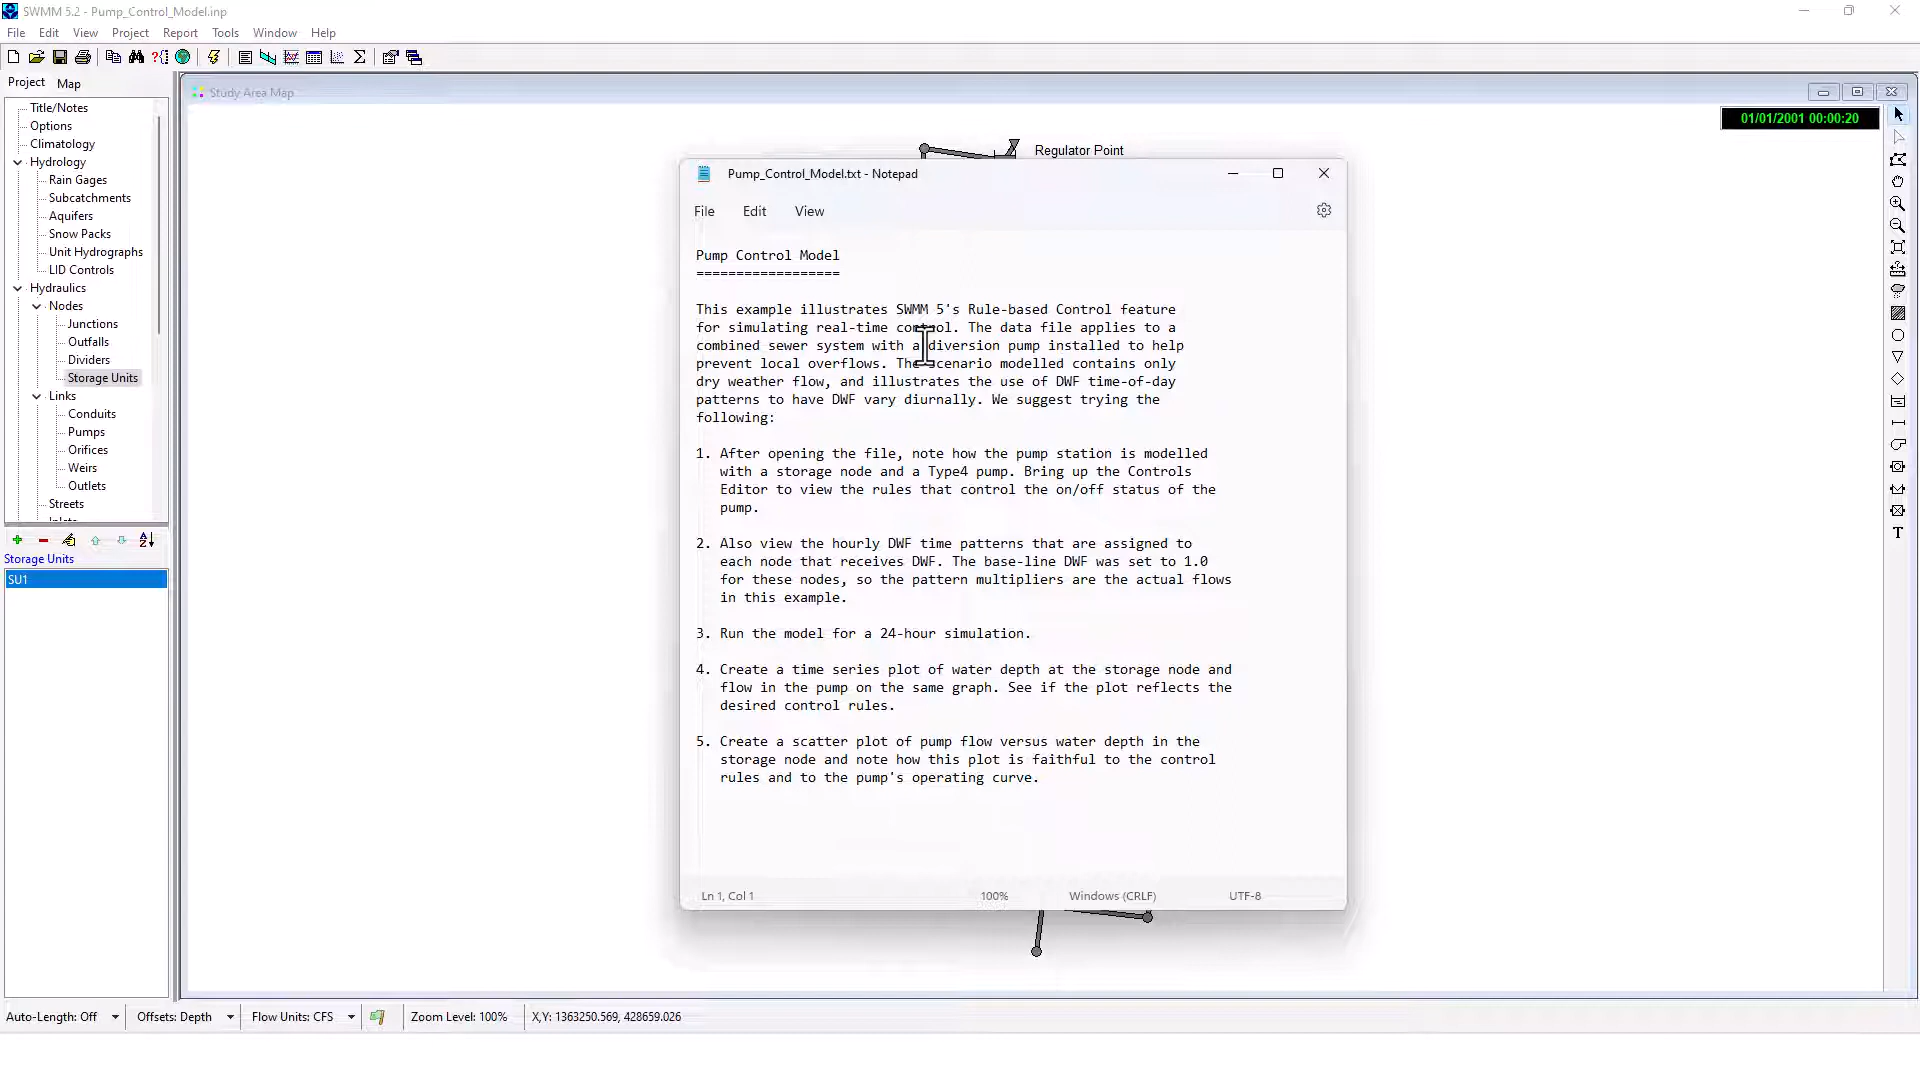 SWMM 5.2 - Pump_Control_Model.inp
File Edit View Project Report Tools Window Help
Project Map
Title/Notes
Options
Climatology
Hydrology
Rain Gages
Subcatchments
Aquifers
Snow Packs
Unit Hydrographs
LID Controls
Hydraulics
Nodes
Junctions
Outfalls
Dividers
Storage Units
Links
Conduits
Pumps
Orifices
Weirs
Outlets
Streets
Inlets
Storage Units
SU1
Study Area Map
01/01/2001 00:00:20
Regulator Point
Pump_Control_Model.txt - Notepad
File Edit View
Pump Control Model
==================
This example illustrates SWMM 5's Rule-based Control feature
for simulating real-time control. The data file applies to a
combined sewer system with a diversion pump installed to help
prevent local overflows. The scenario modelled contains only
dry weather flow, and illustrates the use of DWF time-of-day
patterns to have DWF vary diurnally. We suggest trying the
following:
1. After opening the file, note how the pump station is modelled
with a storage node and a Type4 pump. Bring up the Controls
Editor to view the rules that control the on/off status of the
pump.
2. Also view the hourly DWF time patterns that are assigned to
each node that receives DWF. The base-line DWF was set to 1.0
for these nodes, so the pattern multipliers are the actual flows
in this example.
3. Run the model for a 24-hour simulation.
4. Create a time series plot of water depth at the storage node and
flow in the pump on the same graph. See if the plot reflects the
desired control rules.
5. Create a scatter plot of pump flow versus water depth in the
storage node and note how this plot is faithful to the control
rules and to the pump's operating curve.
Ln 1, Col 1 100% Windows (CRLF) UTF-8
Auto-Length: Off Offsets: Depth Flow Units: CFS Zoom Level: 100% X,Y: 1363250.569, 428659.026